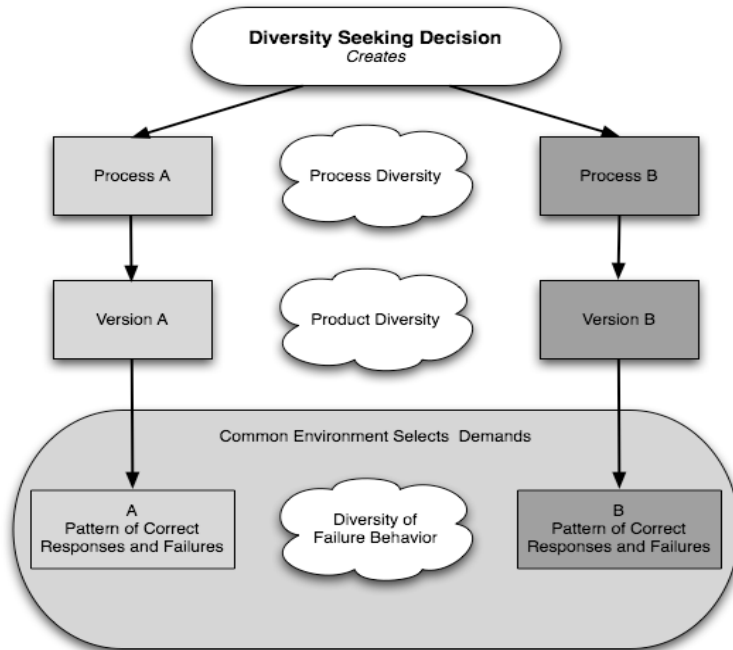 Diversity Seeking Decision
Creates
Process A
Process Diversity
Process B
Version A
Product Diversity
Version B
Common Environment Selects Demands
A
Pattern of Correct
Responses and Failures
Diversity of
Failure Behavior
B
Pattern of Correct
Responses and Failures